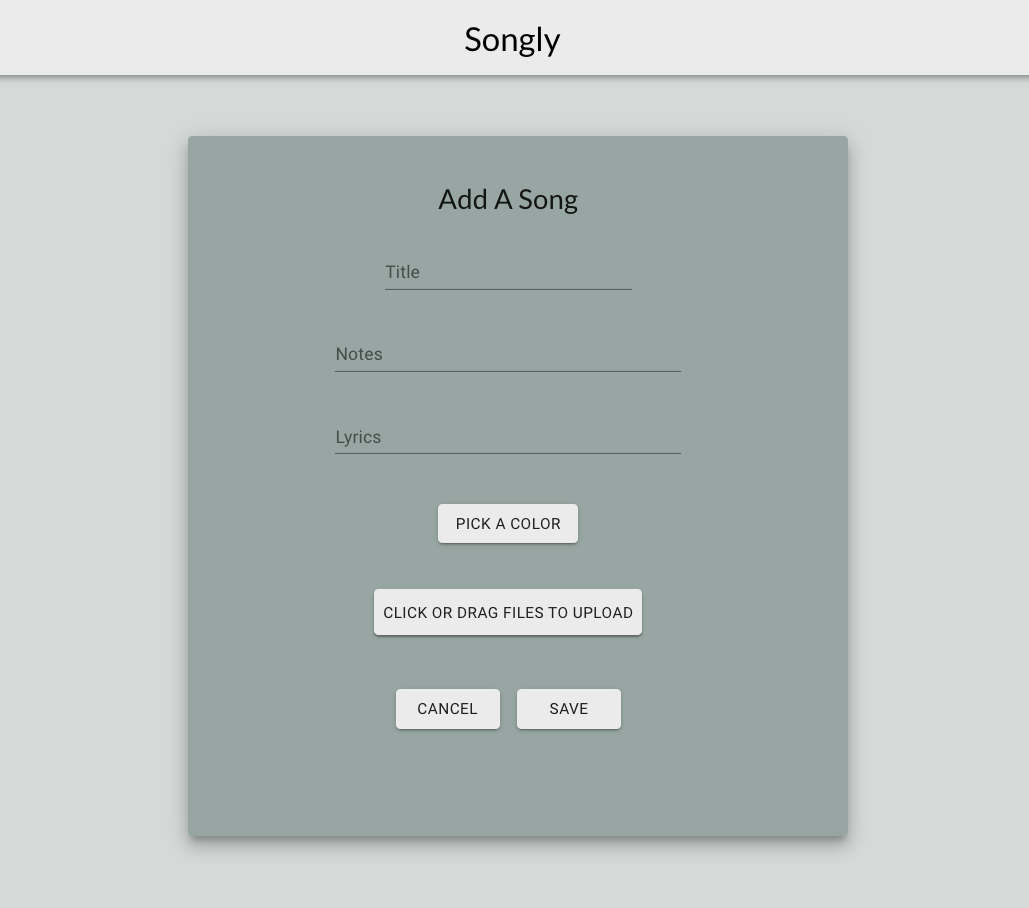 Songly
Add A Song
Title
Notes
Lyrics
PICK A COLOR
CLICK OR DRAG FILES TO UPLOAD
CANCEL SAVE